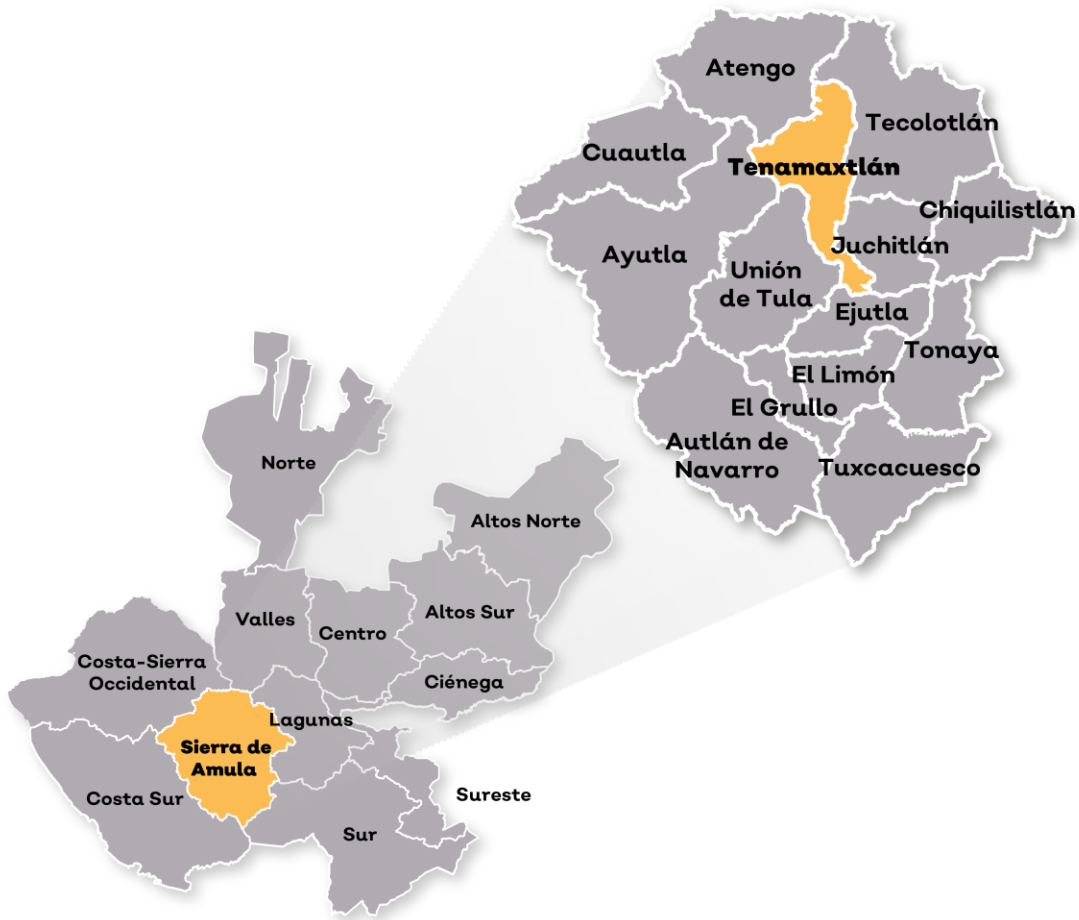 Atengo
Tecolotlán
Cuautla
Tenamaxtlán
Chiquilistlán
Ayutla
Juchitlán
Unión
de Tula
Ejutla
Tonaya
El Limón
El Grullo
Autlán de
Navarro
Tuxcacuesco
Norte
Altos Norte
Valles
Centro
Altos Sur
Costa-Sierra
Occidental
Ciénega
Lagunas
Sierra de
Amula
Costa Sur
Sureste
Sur